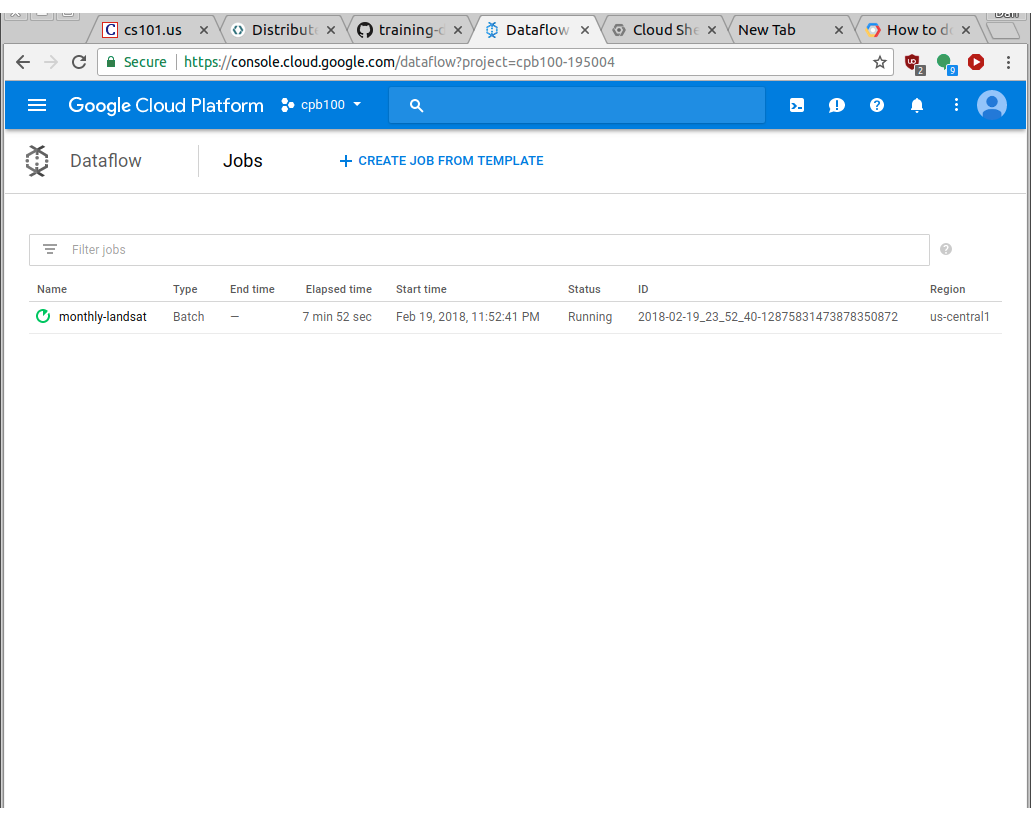 Dan
cs101.us
Distribut
training-d
Dataflow
Cloud She
New Tab
How to de
Secure
https://console.cloud.google.com/dataflow?project=cpb100-195004
2
9
Google Cloud Platform
cpb100
Dataflow
Jobs
+ CREATE JOB FROM TEMPLATE
Filter jobs
Name Type End time Elapsed time Start time Status ID Region
monthly-landsat Batch — 7 min 52 sec Feb 19, 2018, 11:52:41 PM Running 2018-02-19_23_52_40-12875831473878350872 us-central1